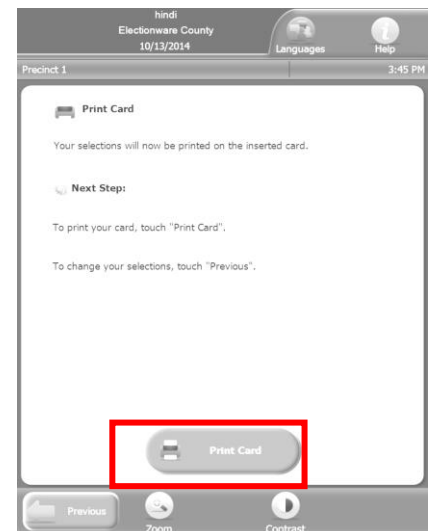 hindi
Electionware County
10/13/2014
Languages
Help
Precinct 1
3:45 PM
Print Card
Your selections will now be printed on the inserted card.
Next Step:
To print your card, touch "Print Card".
To change your selections, touch "Previous".
Print Card
Previous
Zoom
Contrast